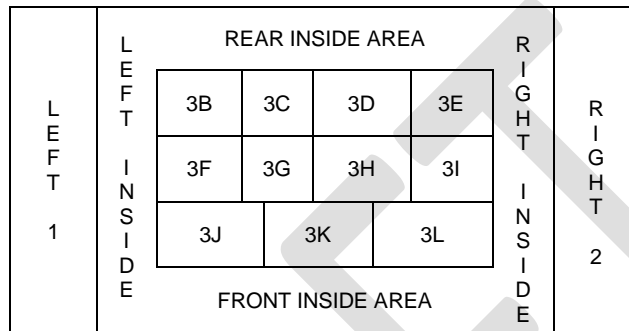 LEFT 1
LEFT INSIDE
REAR INSIDE AREA
3B 3C 3D 3E
3F 3G 3H 3I
3J 3K 3L
FRONT INSIDE AREA
RIGHT INSIDE
RIGHT 2